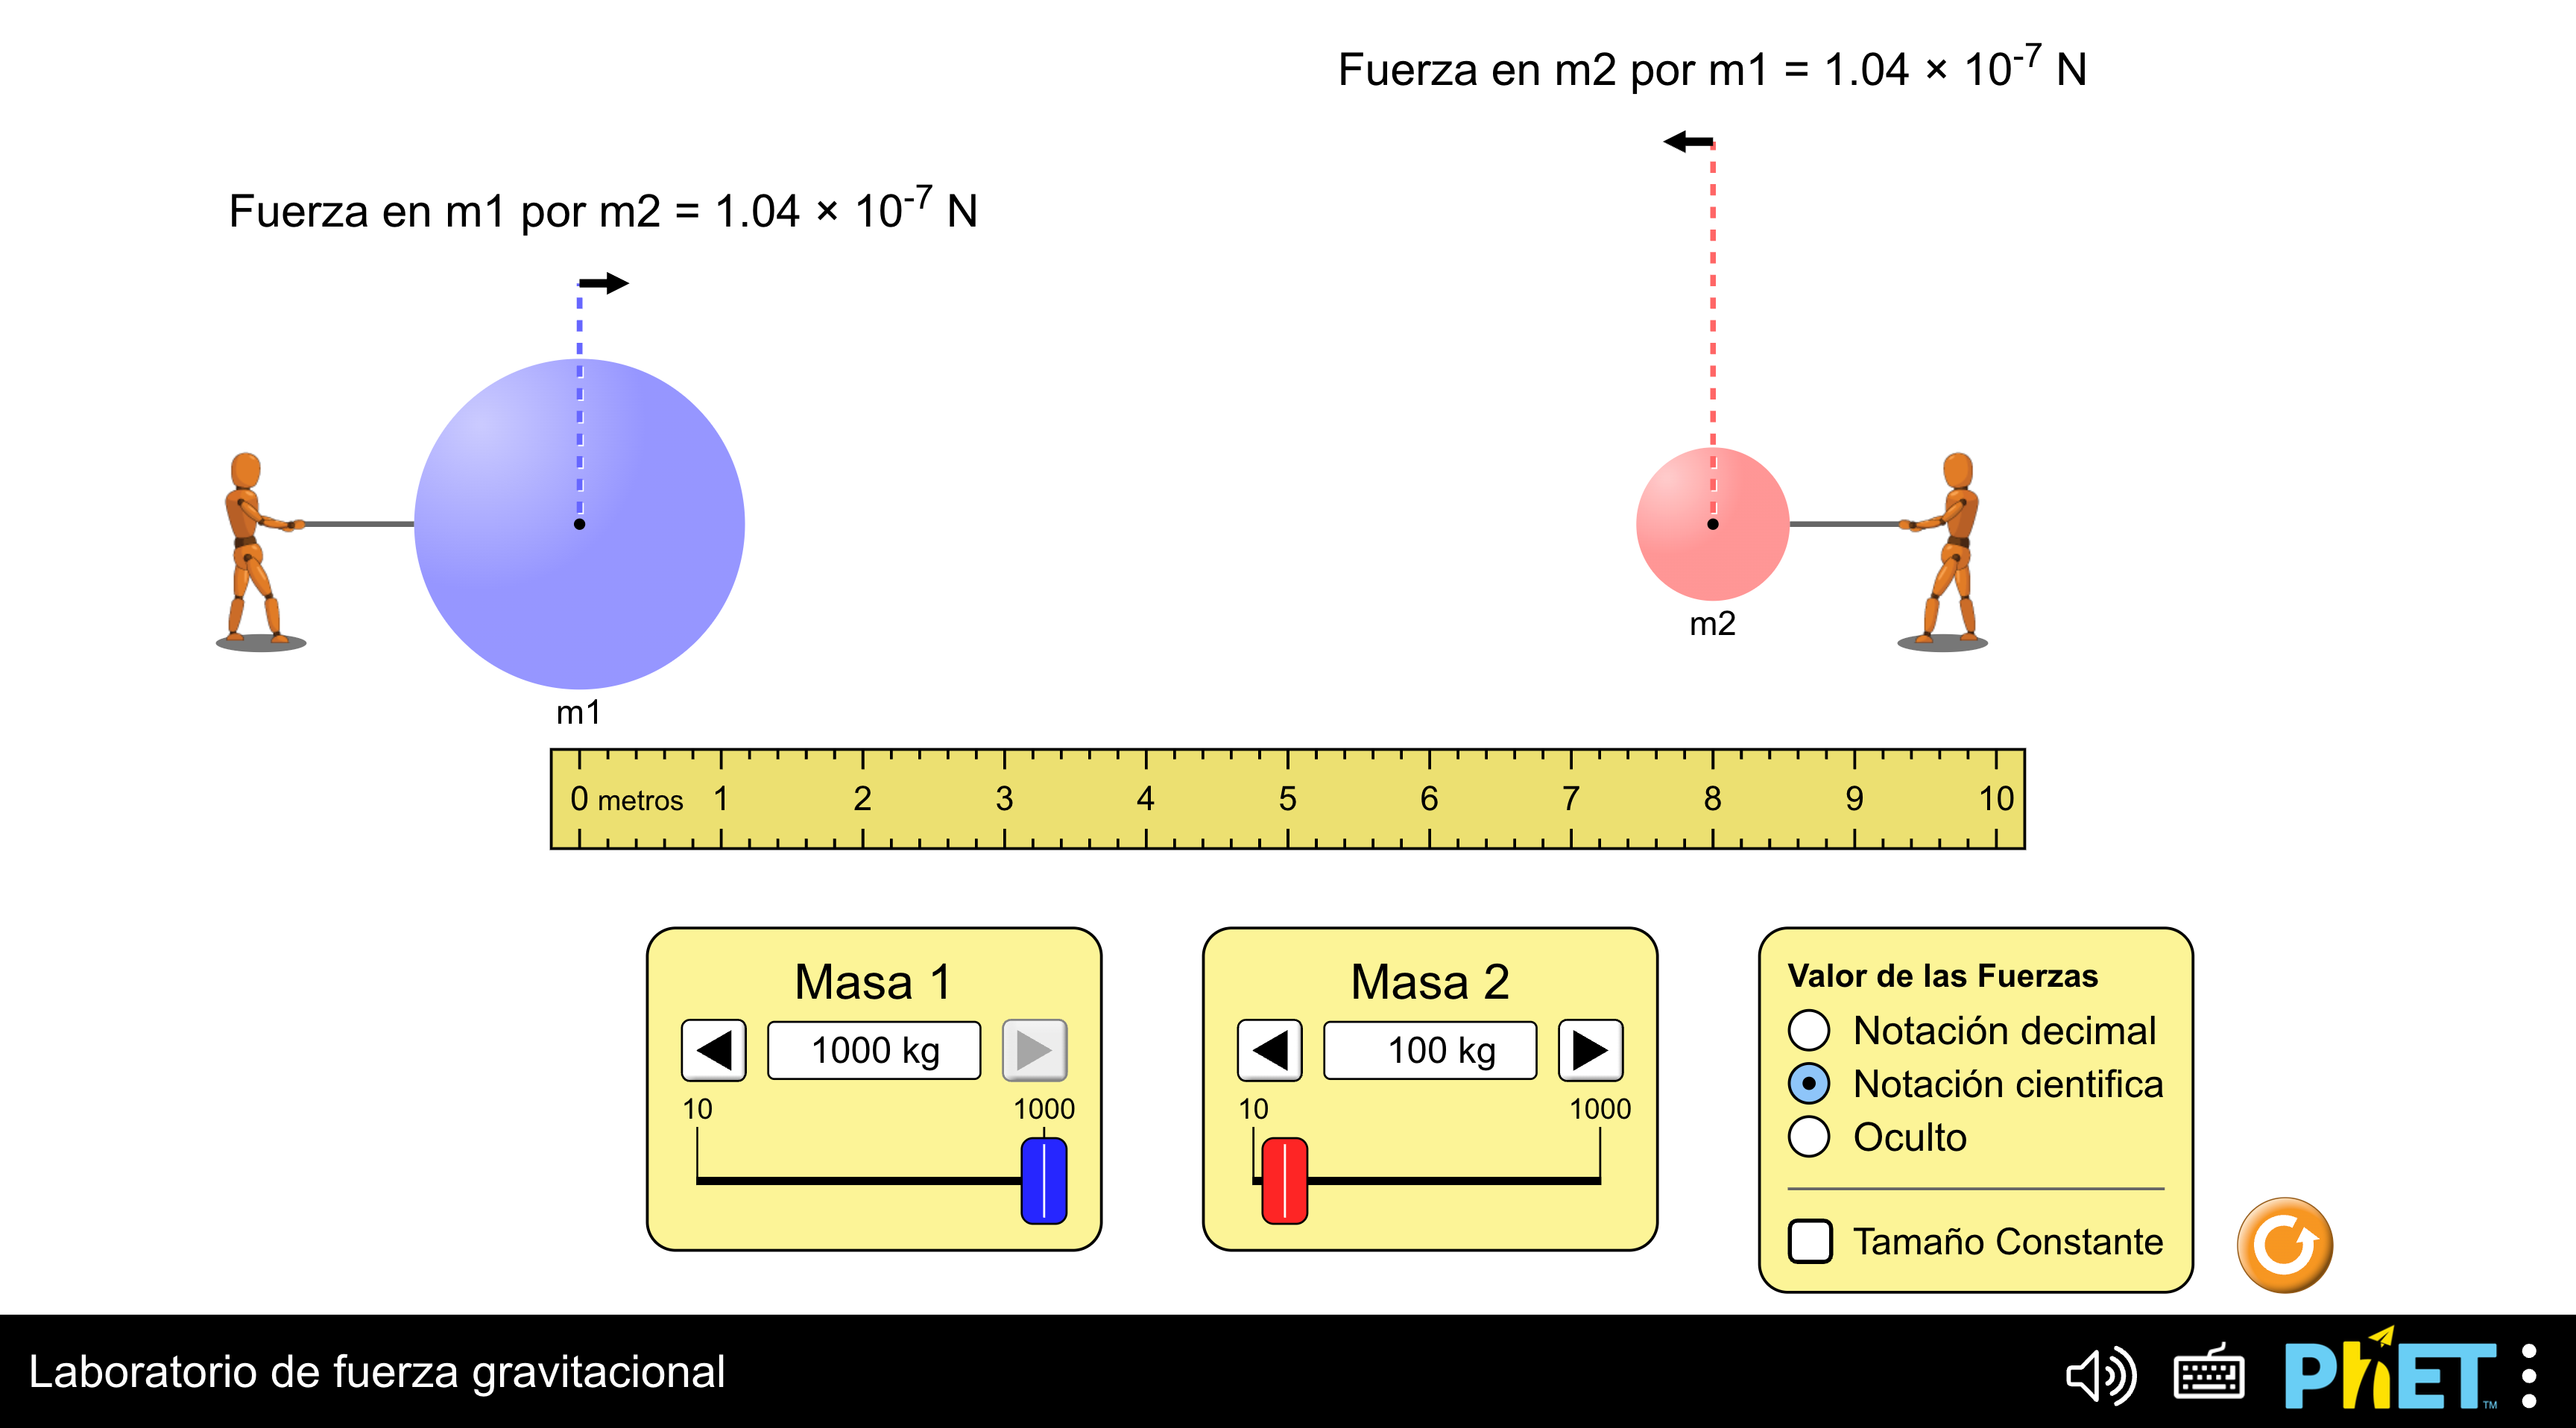 Fuerza en m2 por m1 = 1.04 × 10⁻⁷ N
Fuerza en m1 por m2 = 1.04 × 10⁻⁷ N
m2
m1
0 metros 1 2 3 4 5 6 7 8 9 10
Masa 1
1000 kg
10 1000
Masa 2
100 kg
10 1000
Valor de las Fuerzas
Notación decimal
Notación cientifica
Oculto
Tamaño Constante
Laboratorio de fuerza gravitacional
PhET™